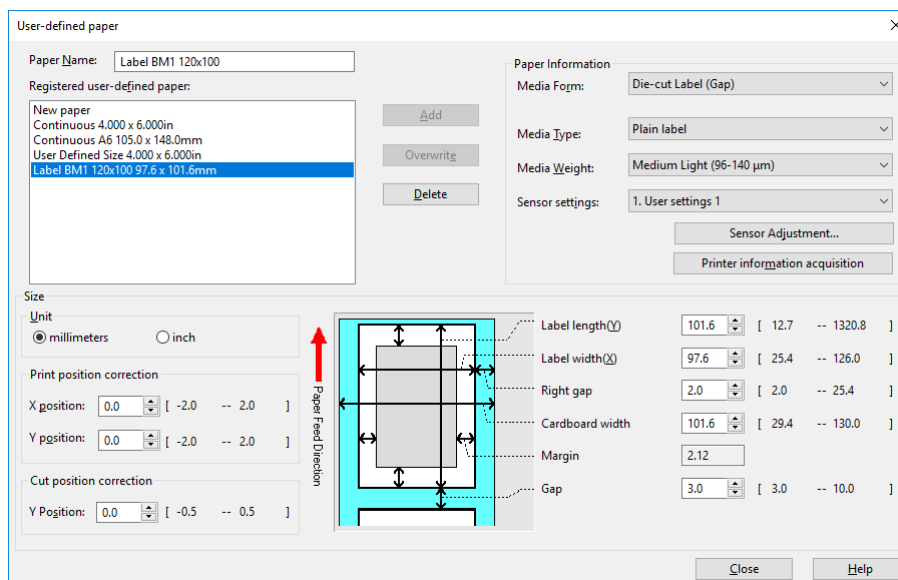 User-defined paper
Paper Name: Label BM1 120x100
Registered user-defined paper:
New paper
Continuous 4.000 x 6.000in
Continuous A6 105.0 x 148.0mm
User Defined Size 4.000 x 6.000in
Label BM1 120x100 97.6 x 101.6mm
Add
Overwrite
Delete
Paper Information
Media Form: Die-cut Label (Gap)
Media Type: Plain label
Media Weight: Medium Light (96-140 µm)
Sensor settings: 1. User settings 1
Sensor Adjustment...
Printer information acquisition
Size
Unit
millimeters inch
Print position correction
X position: 0.0 [ -2.0 -- 2.0 ]
Y position: 0.0 [ -2.0 -- 2.0 ]
Cut position correction
Y Position: 0.0 [ -0.5 -- 0.5 ]
Paper Feed Direction
Label length(Y) 101.6 [ 12.7 -- 1320.8 ]
Label width(X) 97.6 [ 25.4 -- 126.0 ]
Right gap 2.0 [ 2.0 -- 25.4 ]
Cardboard width 101.6 [ 29.4 -- 130.0 ]
Margin 2.12
Gap 3.0 [ 3.0 -- 10.0 ]
Close
Help